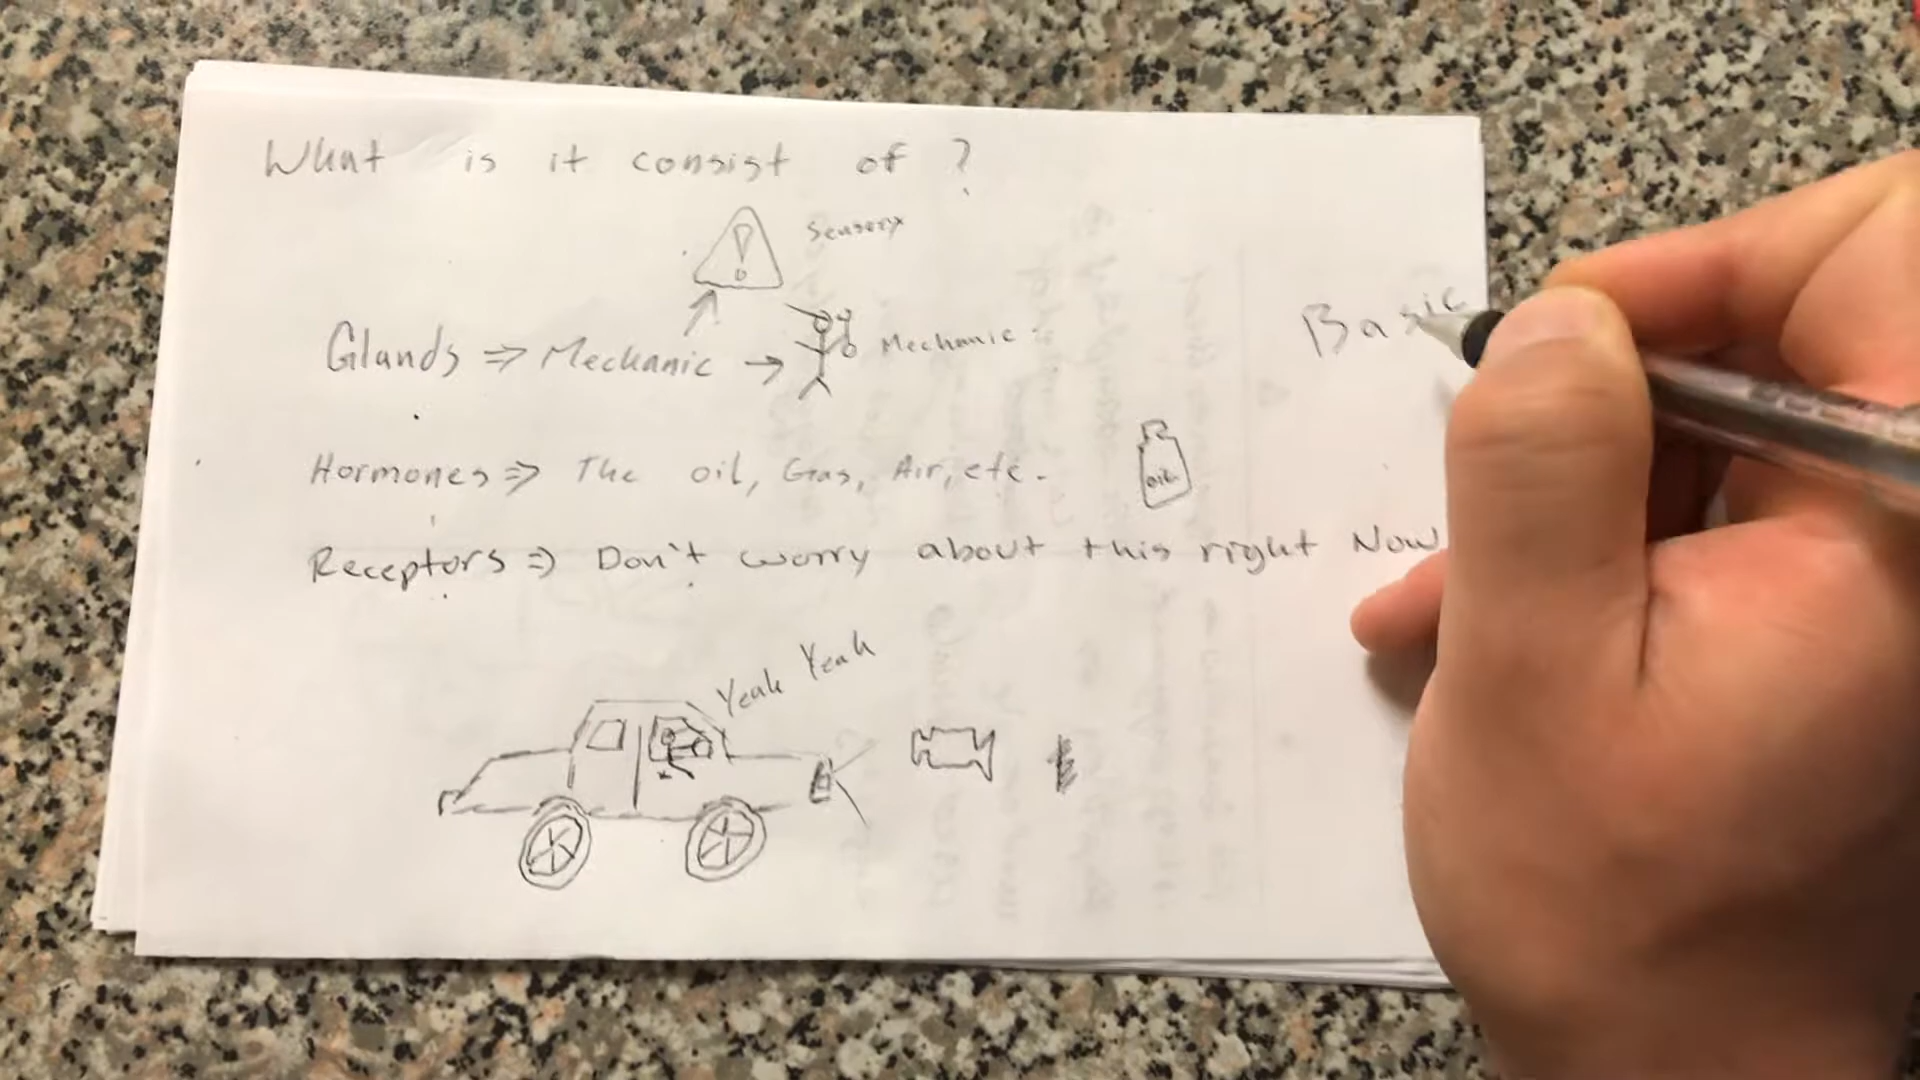 What is it consist of ?
Sensory
Glands ⇒ Mechanic → Mechanic
Basic
Hormones ⇒ The oil, Gas, Air, etc.
oil
Receptors ⇒ Don't worry about this right Now
Yeah Yeah